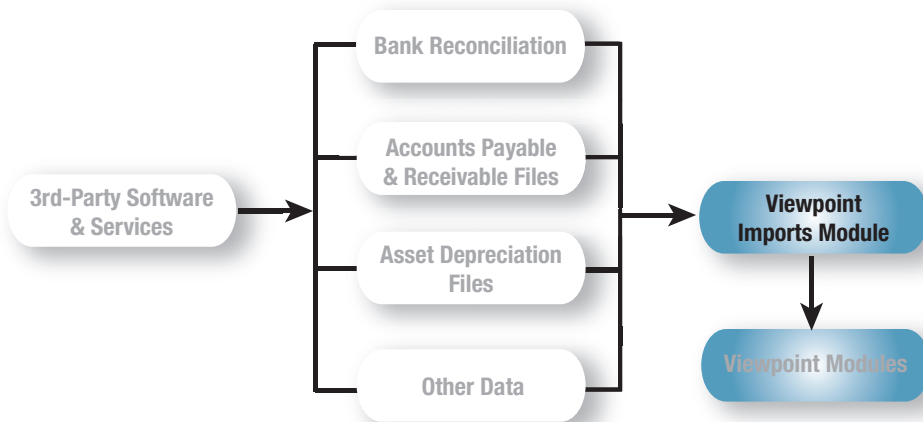 Bank Reconciliation
Accounts Payable
& Receivable Files
3rd-Party Software
& Services
Viewpoint
Imports Module
Asset Depreciation
Files
Viewpoint Modules
Other Data